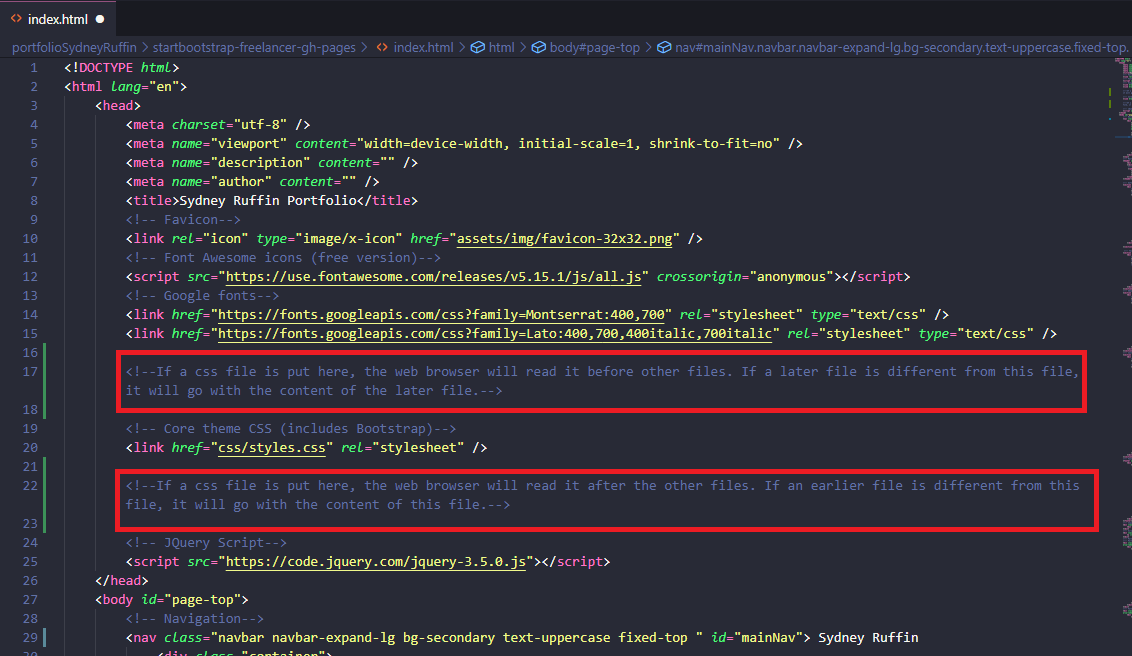 <> index.html ●
portfolioSydneyRuffin > startbootstrap-freelancer-gh-pages > <> index.html > html > body#page-top > nav#mainNav.navbar.navbar-expand-lg.bg-secondary.text-uppercase.fixed-top.
1 <!DOCTYPE html>
2 <html lang="en">
3 <head>
4 <meta charset="utf-8" />
5 <meta name="viewport" content="width=device-width, initial-scale=1, shrink-to-fit=no" />
6 <meta name="description" content="" />
7 <meta name="author" content="" />
8 <title>Sydney Ruffin Portfolio</title>
9 <!-- Favicon-->
10 <link rel="icon" type="image/x-icon" href="assets/img/favicon-32x32.png" />
11 <!-- Font Awesome icons (free version)-->
12 <script src="https://use.fontawesome.com/releases/v5.15.1/js/all.js" crossorigin="anonymous"></script>
13 <!-- Google fonts-->
14 <link href="https://fonts.googleapis.com/css?family=Montserrat:400,700" rel="stylesheet" type="text/css" />
15 <link href="https://fonts.googleapis.com/css?family=Lato:400,700,400italic,700italic" rel="stylesheet" type="text/css" />
16
17 <!--If a css file is put here, the web browser will read it before other files. If a later file is different from this file,
it will go with the content of the later file.-->
18
19 <!-- Core theme CSS (includes Bootstrap)-->
20 <link href="css/styles.css" rel="stylesheet" />
21
22 <!--If a css file is put here, the web browser will read it after the other files. If an earlier file is different from this
file, it will go with the content of this file.-->
23
24 <!-- JQuery Script-->
25 <script src="https://code.jquery.com/jquery-3.5.0.js"></script>
26 </head>
27 <body id="page-top">
28 <!-- Navigation-->
29 <nav class="navbar navbar-expand-lg bg-secondary text-uppercase fixed-top " id="mainNav"> Sydney Ruffin
30 <div class="container">